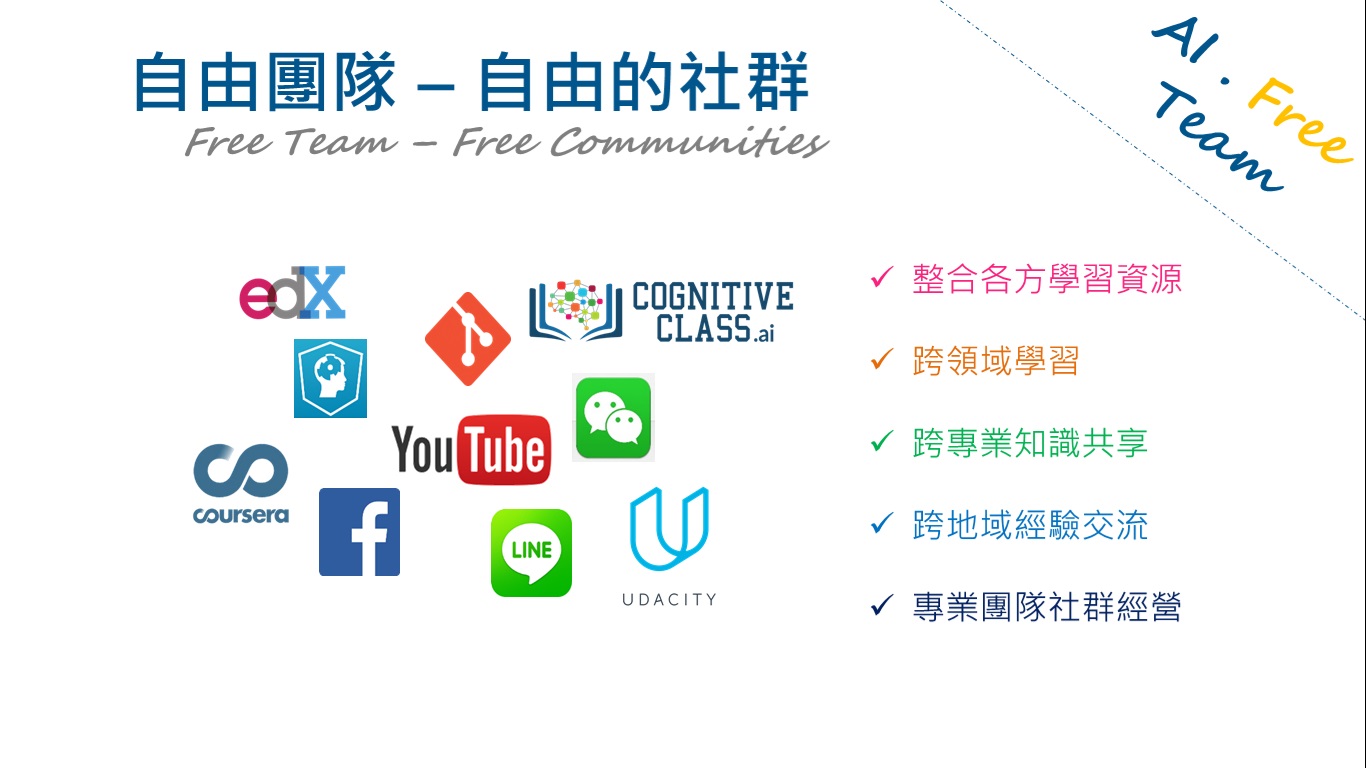 自由團隊 – 自由的社群
Free Team – Free Communities
AI . Free
Team
edX
COGNITIVE
CLASS.ai
YouTube
coursera
f
LINE
UDACITY
✓ 整合各方學習資源
✓ 跨領域學習
✓ 跨專業知識共享
✓ 跨地域經驗交流
✓ 專業團隊社群經營